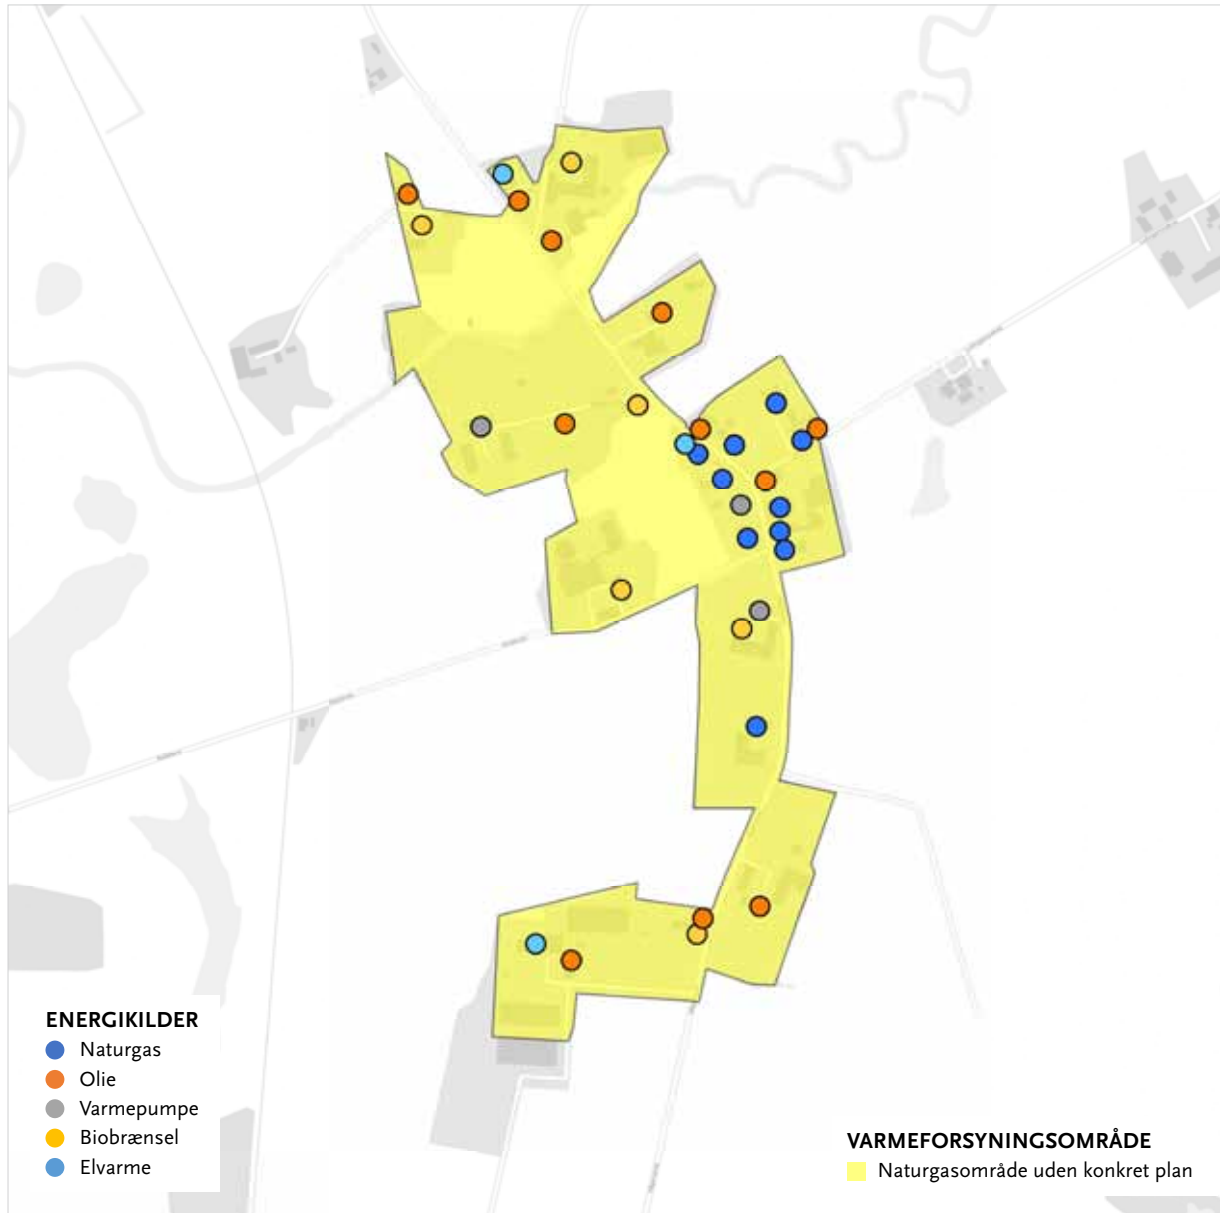 ENERGIKILDER
Naturgas
Olie
Varmepumpe
Biobrænsel
Elvarme
VARMEFORSYNINGSOMRÅDE
Naturgasområde uden konkret plan